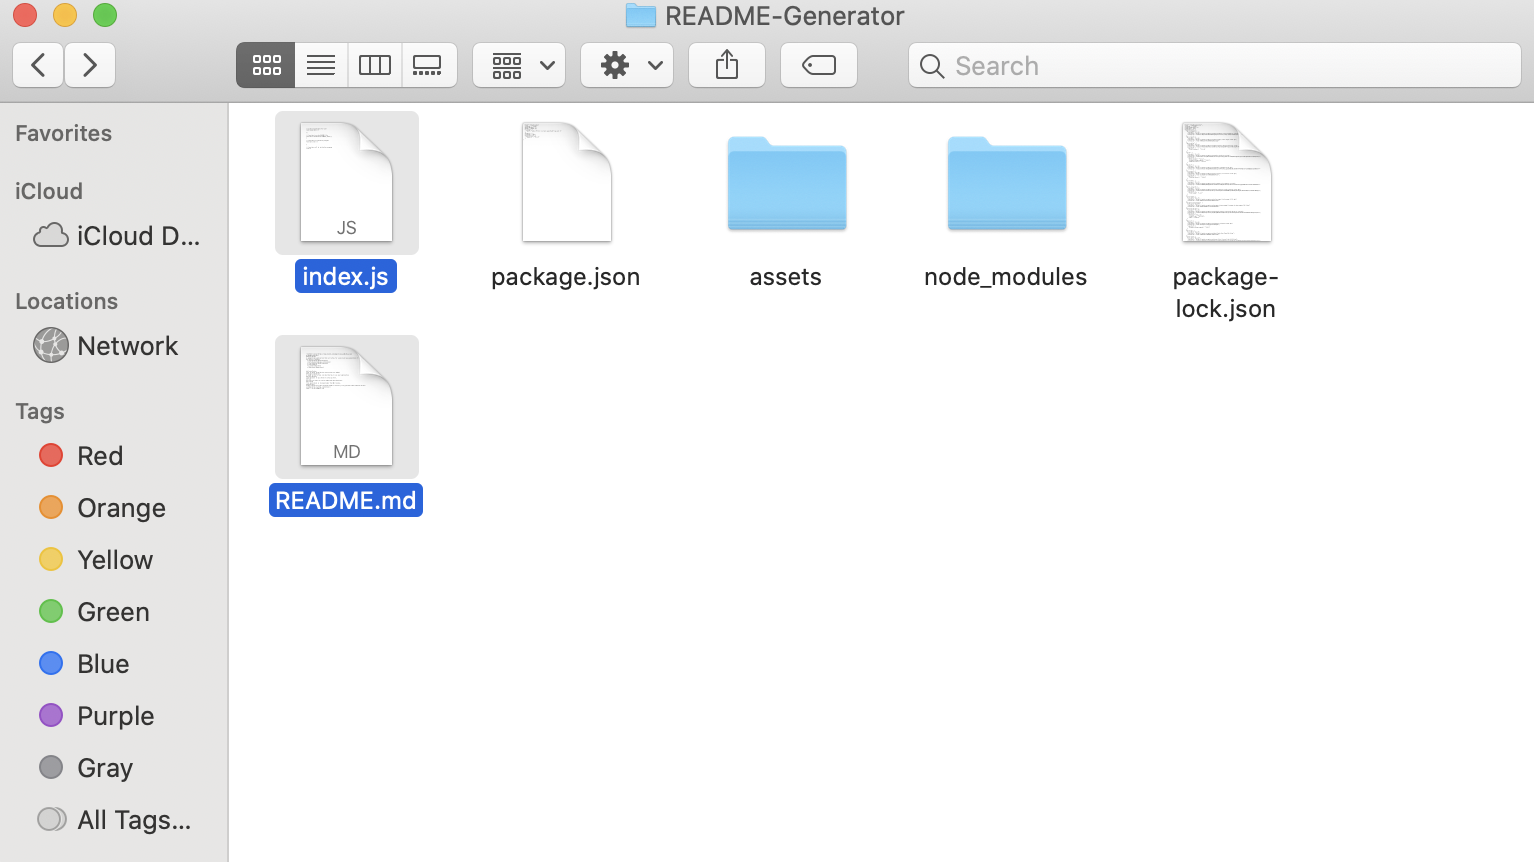 README-Generator
Search
Favorites
iCloud
iCloud D...
Locations
Network
Tags
Red
Orange
Yellow
Green
Blue
Purple
Gray
All Tags...
JS
index.js
package.json
assets
node_modules
package-
lock.json
MD
README.md